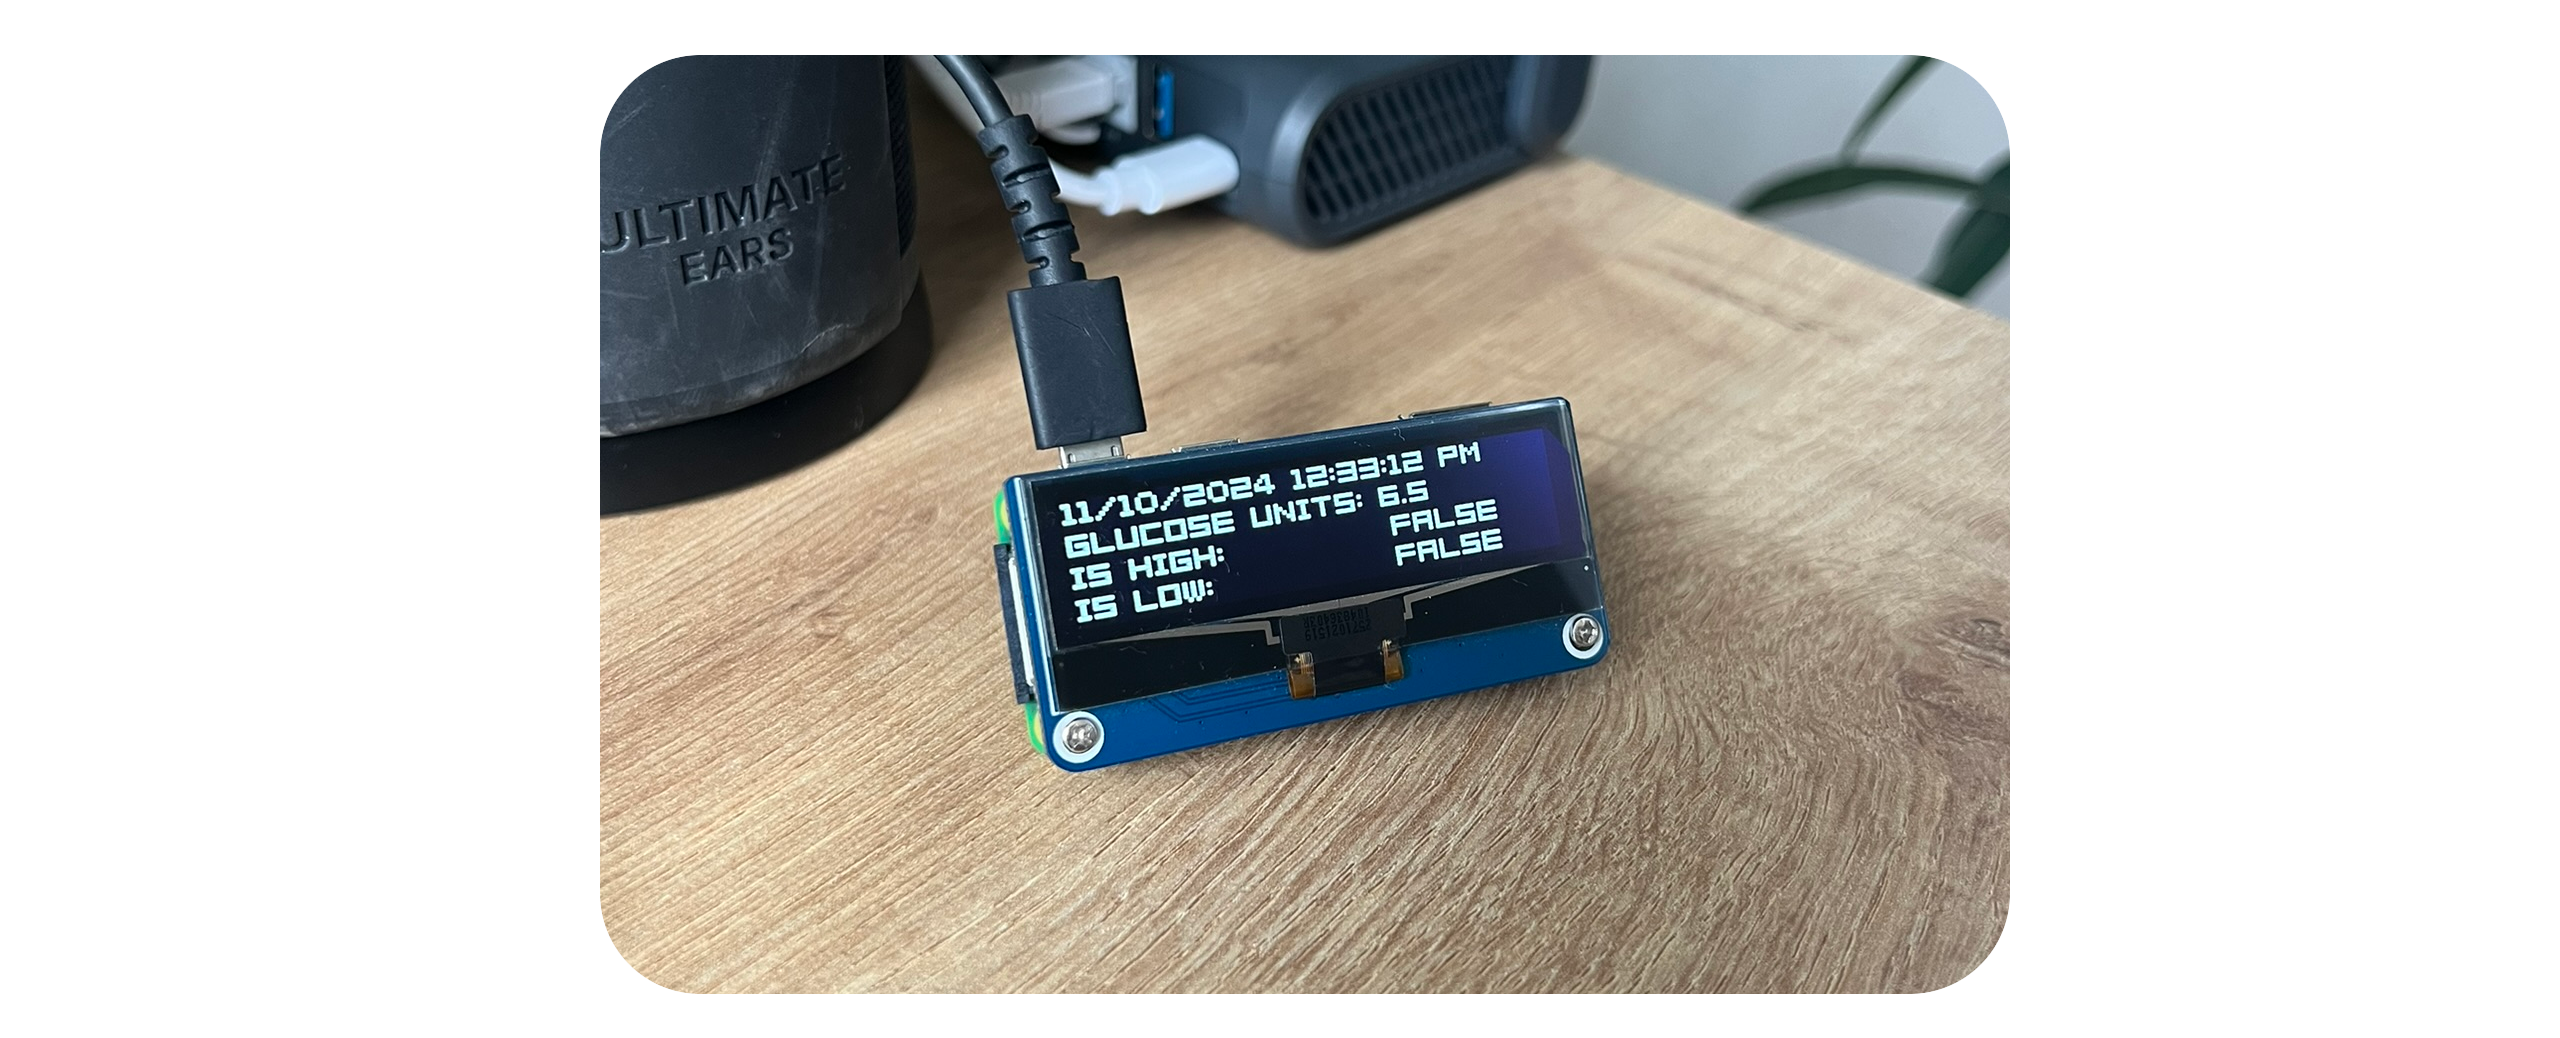 ULTIMATE
EARS
11/10/2024 12:33:12 PM
GLUCOSE UNITS: 6.5
IS HIGH: FALSE
IS LOW: FALSE